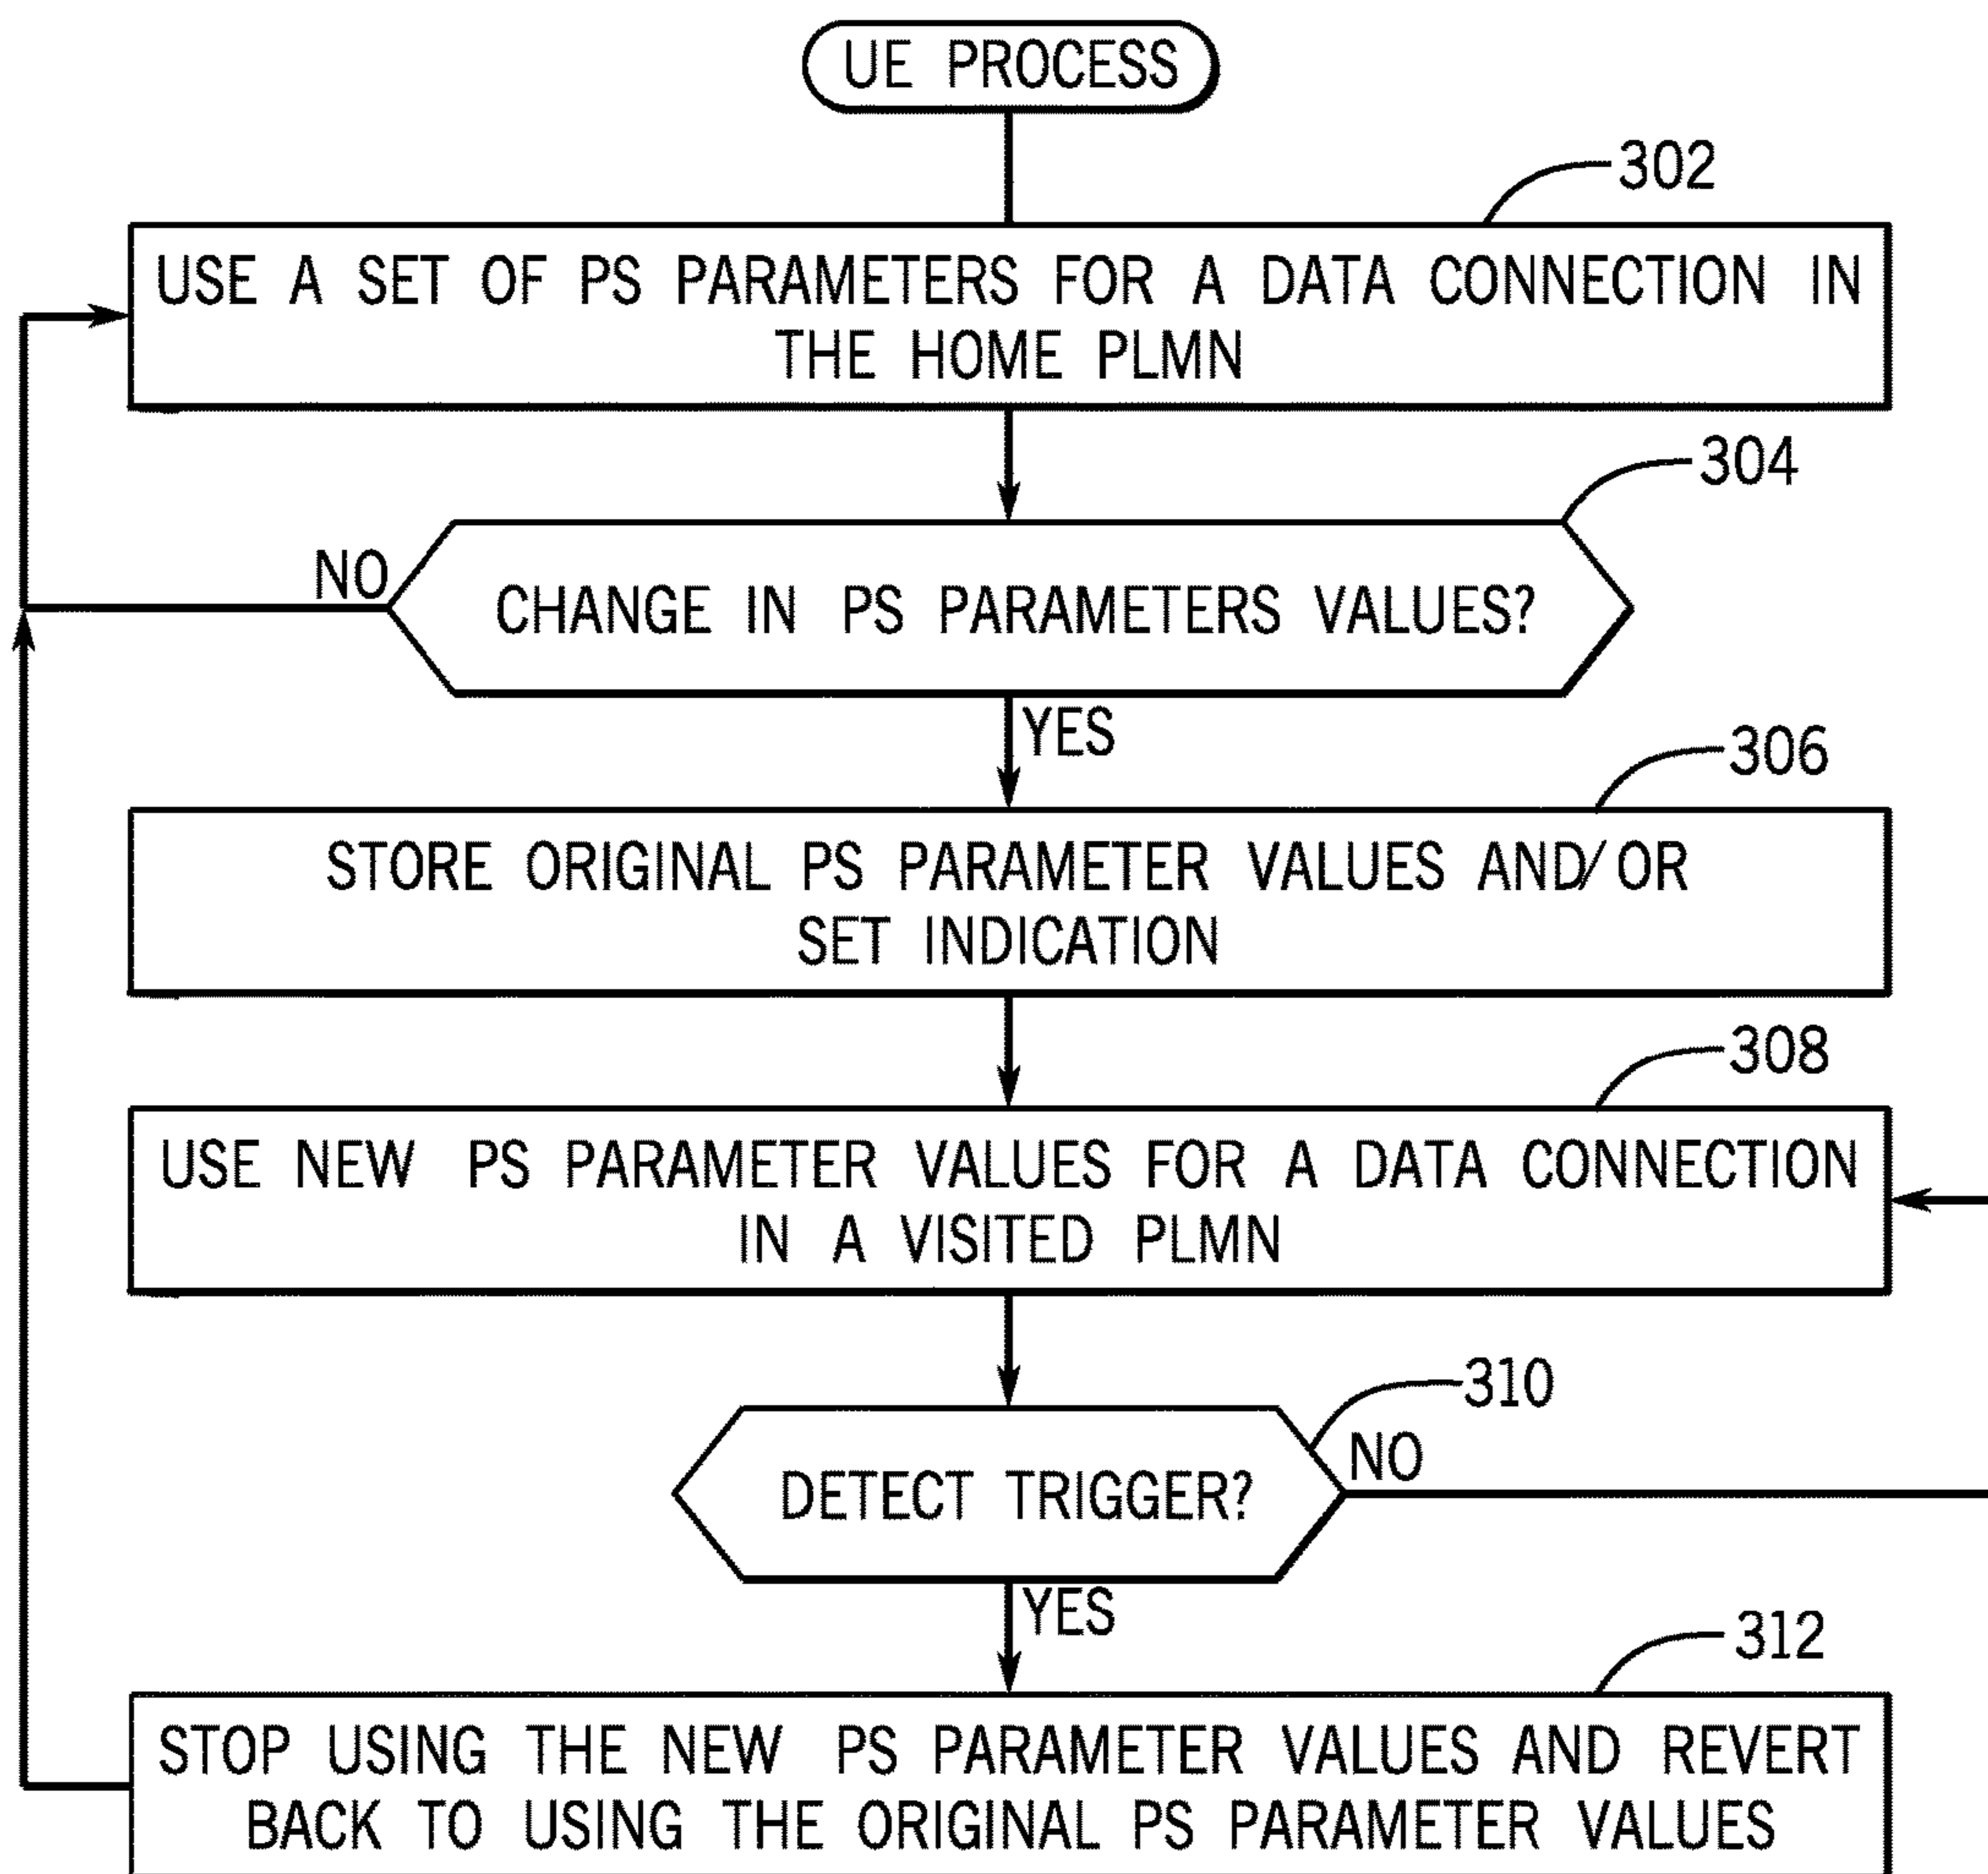 UE PROCESS
302
USE A SET OF PS PARAMETERS FOR A DATA CONNECTION IN
THE HOME PLMN
304
NO
CHANGE IN PS PARAMETERS VALUES?
YES
306
STORE ORIGINAL PS PARAMETER VALUES AND/OR
SET INDICATION
308
USE NEW PS PARAMETER VALUES FOR A DATA CONNECTION
IN A VISITED PLMN
310
NO
DETECT TRIGGER?
YES
312
STOP USING THE NEW PS PARAMETER VALUES AND REVERT
BACK TO USING THE ORIGINAL PS PARAMETER VALUES